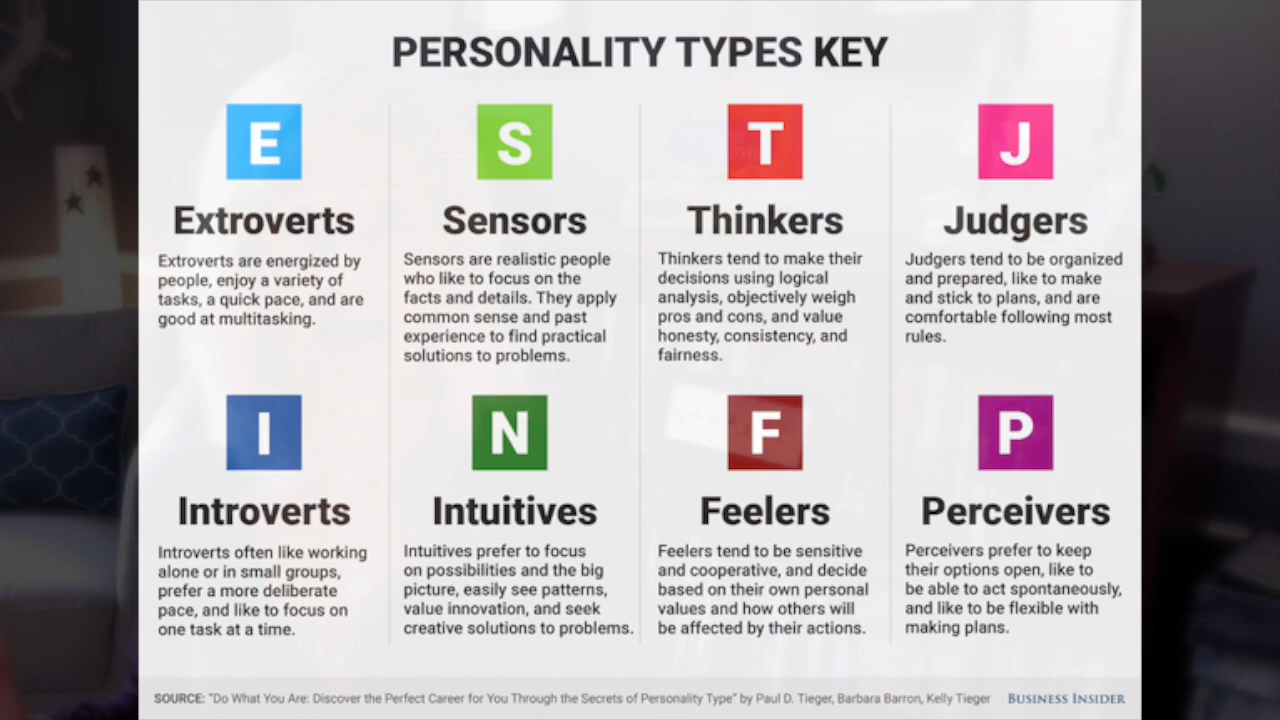 PERSONALITY TYPES KEY
E
Extroverts
Extroverts are energized by
people, enjoy a variety of
tasks, a quick pace, and are
good at multitasking.
S
Sensors
Sensors are realistic people
who like to focus on the
facts and details. They apply
common sense and past
experience to find practical
solutions to problems.
T
Thinkers
Thinkers tend to make their
decisions using logical
analysis, objectively weigh
pros and cons, and value
honesty, consistency, and
fairness.
J
Judgers
Judgers tend to be organized
and prepared, like to make
and stick to plans, and are
comfortable following most
rules.
I
Introverts
Introverts often like working
alone or in small groups,
prefer a more deliberate
pace, and like to focus on
one task at a time.
N
Intuitives
Intuitives prefer to focus
on possibilities and the big
picture, easily see patterns,
value innovation, and seek
creative solutions to problems.
F
Feelers
Feelers tend to be sensitive
and cooperative, and decide
based on their own personal
values and how others will
be affected by their actions.
P
Perceivers
Perceivers prefer to keep
their options open, like to
be able to act spontaneously,
and like to be flexible with
making plans.
SOURCE: "Do What You Are: Discover the Perfect Career for You Through the Secrets of Personality Type" by Paul D. Tieger, Barbara Barron, Kelly Tieger
BUSINESS INSIDER